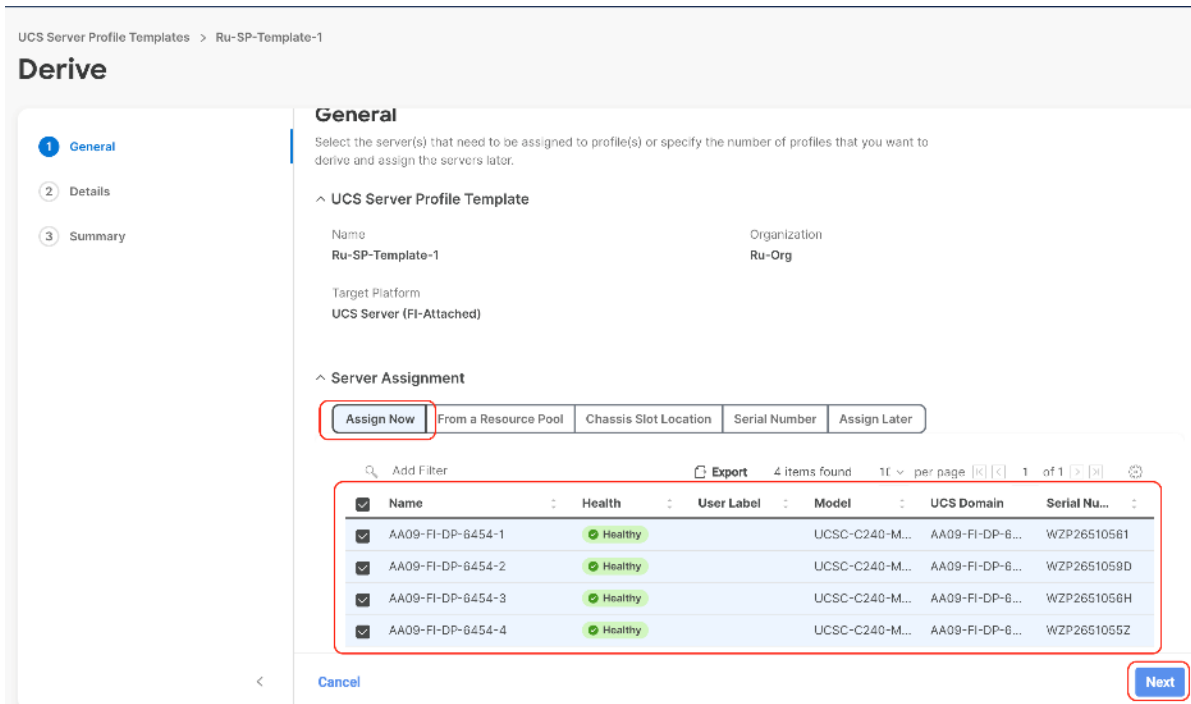 UCS Server Profile Templates > Ru-SP-Template-1
Derive
1 General
2 Details
3 Summary
General
Select the server(s) that need to be assigned to profile(s) or specify the number of profiles that you want to
derive and assign the servers later.
UCS Server Profile Template
Name Organization
Ru-SP-Template-1 Ru-Org
Target Platform
UCS Server (FI-Attached)
Server Assignment
Assign Now From a Resource Pool Chassis Slot Location Serial Number Assign Later
Add Filter Export 4 items found per page 1 of 1
Name Health User Label Model UCS Domain Serial Nu...
AA09-FI-DP-6454-1 Healthy UCSC-C240-M... AA09-FI-DP-6... WZP26510561
AA09-FI-DP-6454-2 Healthy UCSC-C240-M... AA09-FI-DP-6... WZP2651059D
AA09-FI-DP-6454-3 Healthy UCSC-C240-M... AA09-FI-DP-6... WZP2651056H
AA09-FI-DP-6454-4 Healthy UCSC-C240-M... AA09-FI-DP-6... WZP2651055Z
Cancel Next